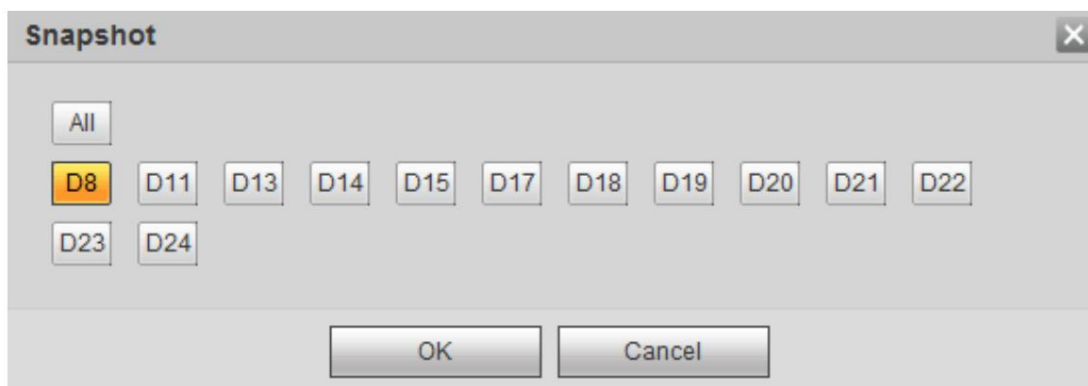 Snapshot
All
D8 D11 D13 D14 D15 D17 D18 D19 D20 D21 D22
D23 D24
OK Cancel